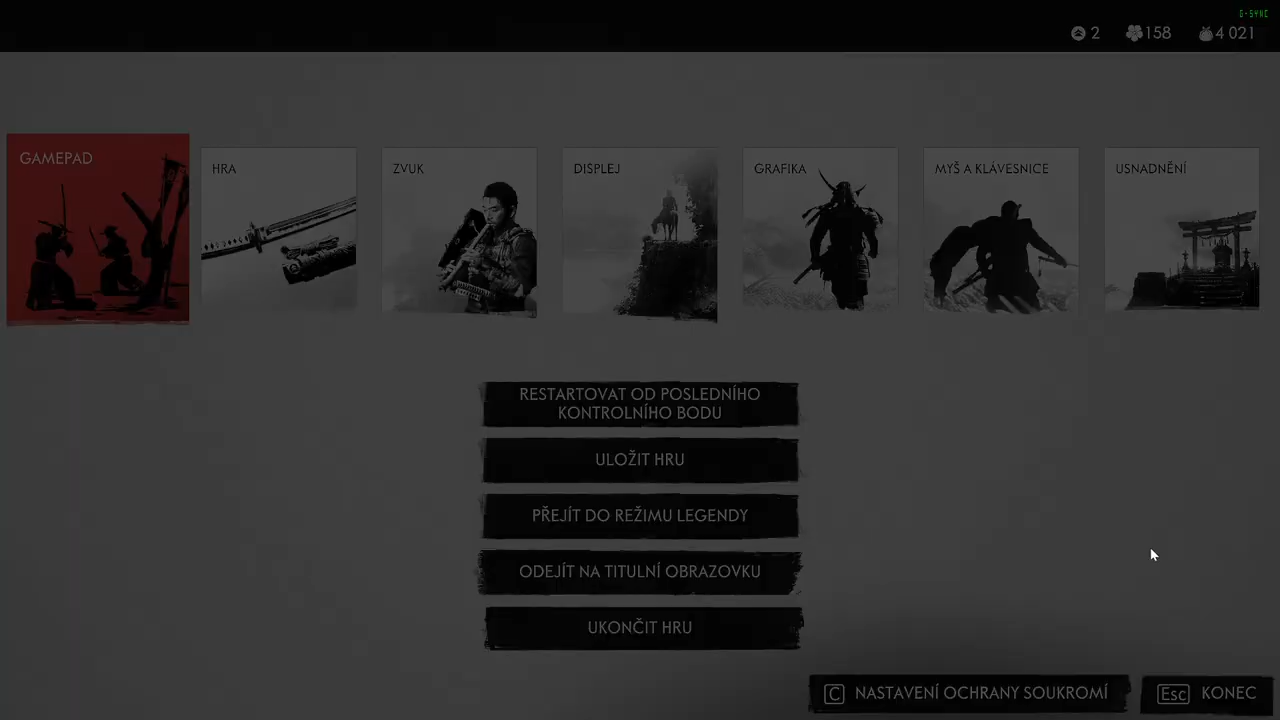 G-SYNC
2 158 4 021
GAMEPAD
HRA
ZVUK
DISPLEJ
GRAFIKA
MYŠ A KLÁVESNICE
USNADNĚNÍ
RESTARTOVAT OD POSLEDNÍHO
KONTROLNÍHO BODU
ULOŽIT HRU
PŘEJÍT DO REŽIMU LEGENDY
ODEJÍT NA TITULNÍ OBRAZOVKU
UKONČIT HRU
C NASTAVENÍ OCHRANY SOUKROMÍ Esc KONEC